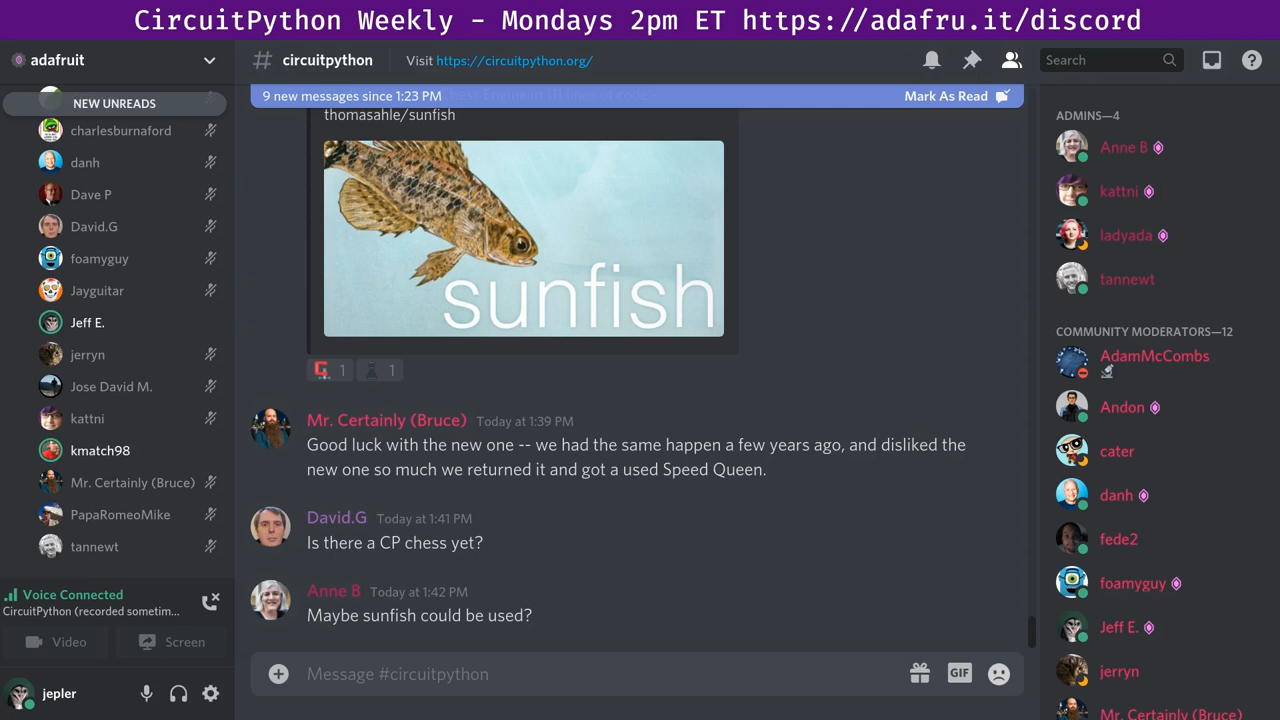 CircuitPython Weekly - Mondays 2pm ET https://adafru.it/discord
adafruit
NEW UNREADS
charlesburnaford
danh
Dave P
David.G
foamyguy
Jayguitar
Jeff E.
jerryn
Jose David M.
kattni
kmatch98
Mr. Certainly (Bruce)
PapaRomeoMike
tannewt
Voice Connected
CircuitPython (recorded sometim...
Video
Screen
jepler
# circuitpython
Visit https://circuitpython.org/
Search
9 new messages since 1:23 PM
Mark As Read
thomasahle/sunfish
sunfish
1
1
Mr. Certainly (Bruce) Today at 1:39 PM
Good luck with the new one -- we had the same happen a few years ago, and disliked the
new one so much we returned it and got a used Speed Queen.
David.G Today at 1:41 PM
Is there a CP chess yet?
Anne B Today at 1:42 PM
Maybe sunfish could be used?
Message #circuitpython
GIF
ADMINS—4
Anne B
kattni
ladyada
tannewt
COMMUNITY MODERATORS—12
AdamMcCombs
Andon
cater
danh
fede2
foamyguy
Jeff E.
jerryn
Mr. Certainly (Bruce)